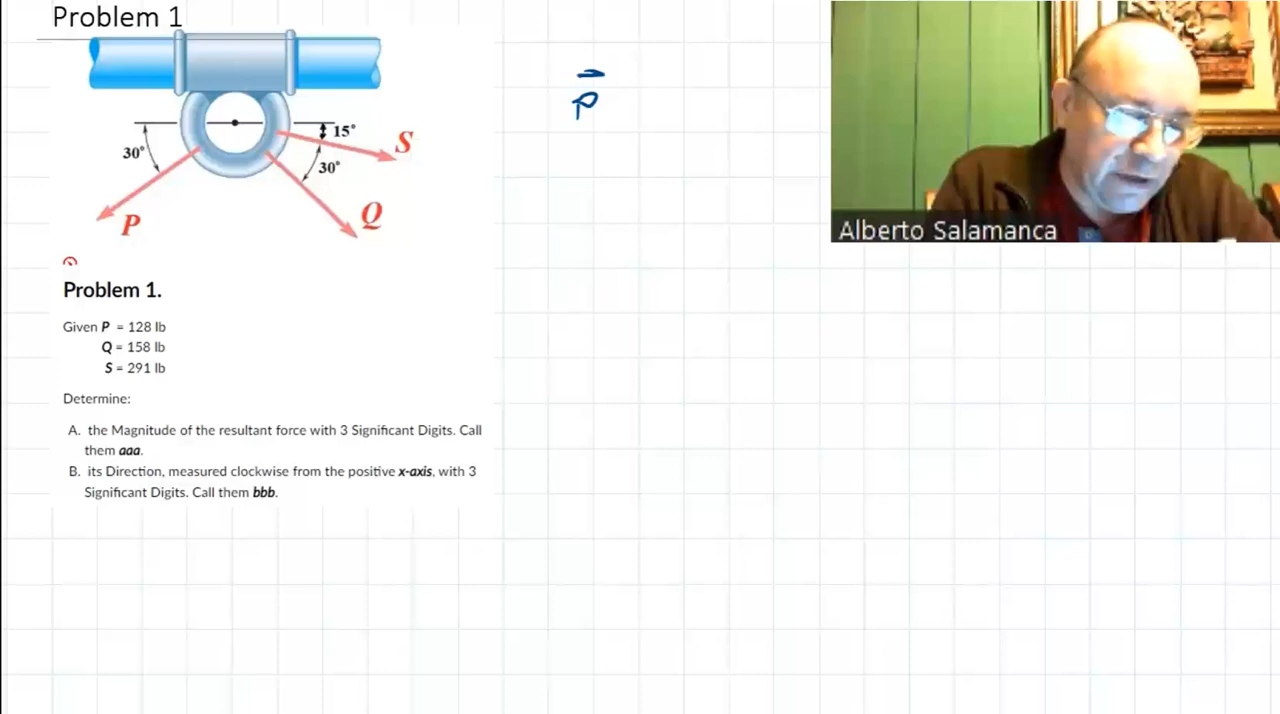 Problem 1
15°
S
30°
30°
P
Q
P
Alberto Salamanca
Problem 1.
Given P = 128 lb
Q = 158 lb
S = 291 lb
Determine:
A. the Magnitude of the resultant force with 3 Significant Digits. Call
them aaa.
B. its Direction, measured clockwise from the positive x-axis, with 3
Significant Digits. Call them bbb.